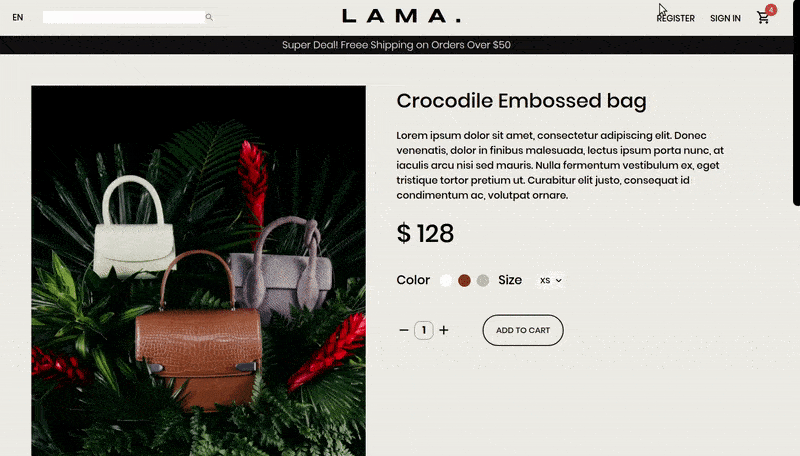 EN
LAMA.
REGISTER
SIGN IN
4
Super Deal! Freee Shipping on Orders Over $50
Crocodile Embossed bag
Lorem ipsum dolor sit amet, consectetur adipiscing elit. Donec
venenatis, dolor in finibus malesuada, lectus ipsum porta nunc, at
iaculis arcu nisi sed mauris. Nulla fermentum vestibulum ex, eget
tristique tortor pretium ut. Curabitur elit justo, consequat id
condimentum ac, volutpat ornare.
$ 128
Color
Size
XS
1
ADD TO CART